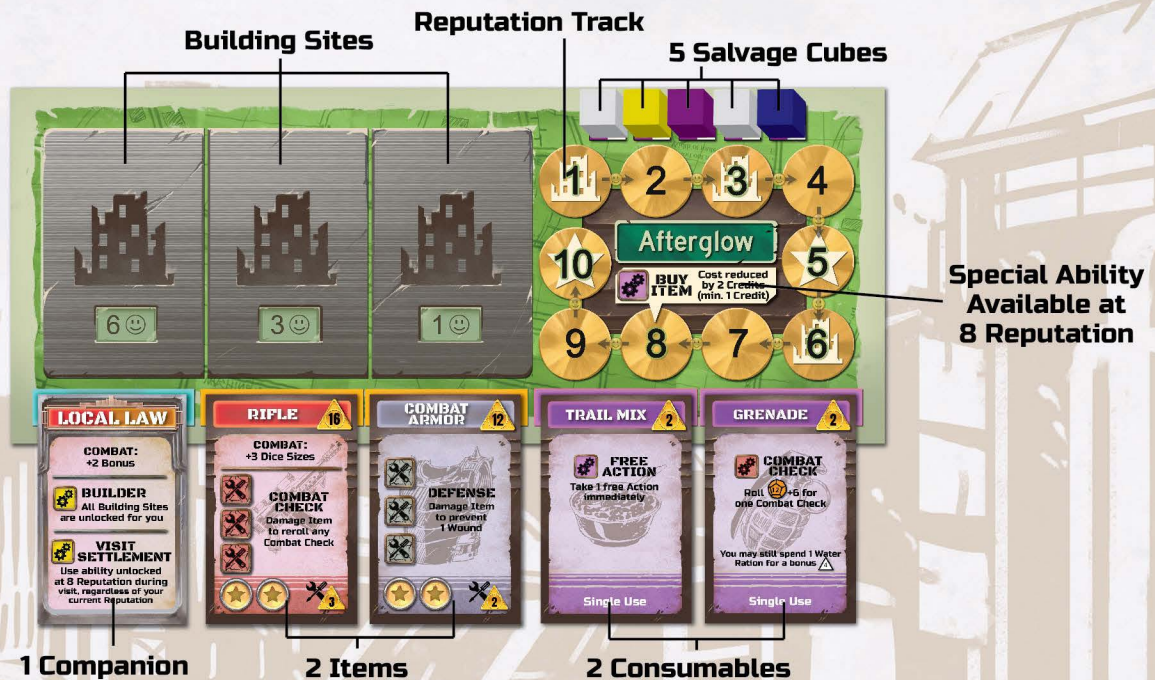 Reputation Track
Building Sites
5 Salvage Cubes
1
2
3
4
10
Afterglow
5
BUY
ITEM
Cost reduced
by 2 Credits
(min. 1 Credit)
Special Ability
Available at
8 Reputation
6
3
1
9
8
7
6
LOCAL LAW
COMBAT:
+2 Bonus
BUILDER
All Building Sites
are unlocked for you
VISIT
SETTLEMENT
Use ability unlocked
at 8 Reputation during
visit, regardless of your
current Reputation
RIFLE
16
COMBAT:
+3 Dice Sizes
COMBAT
CHECK
Damage Item
to reroll any
Combat Check
3
COMBAT
ARMOR
12
DEFENSE
Damage Item
to prevent
1 Wound
2
TRAIL MIX
2
FREE
ACTION
Take 1 free Action
immediately
Single Use
GRENADE
2
COMBAT
CHECK
Roll +6 for
one Combat Check
You may still spend 1 Water
Ration for a bonus
Single Use
1 Companion
2 Items
2 Consumables